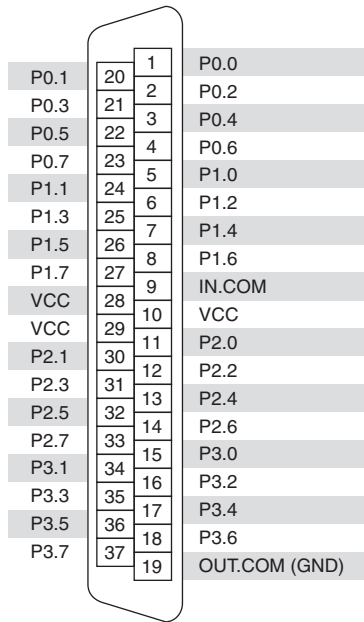 1 P0.0
P0.1 20
2 P0.2
P0.3 21
3 P0.4
P0.5 22
4 P0.6
P0.7 23
5 P1.0
P1.1 24
6 P1.2
P1.3 25
7 P1.4
P1.5 26
8 P1.6
P1.7 27
9 IN.COM
VCC 28
10 VCC
VCC 29
11 P2.0
P2.1 30
12 P2.2
P2.3 31
13 P2.4
P2.5 32
14 P2.6
P2.7 33
15 P3.0
P3.1 34
16 P3.2
P3.3 35
17 P3.4
P3.5 36
18 P3.6
P3.7 37
19 OUT.COM (GND)